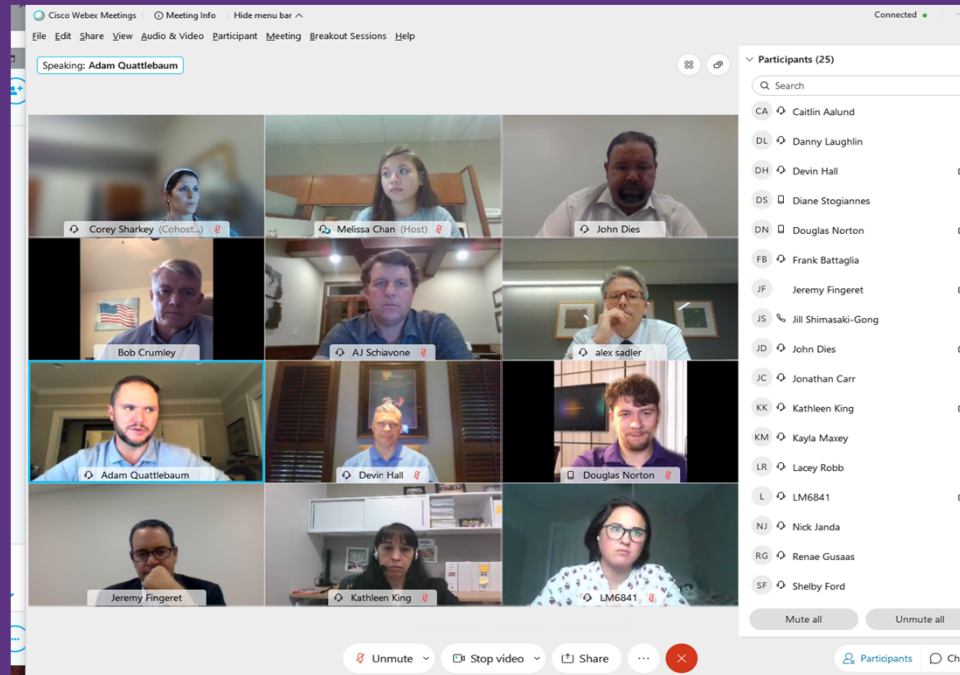 Cisco Webex Meetings
Meeting Info
Hide menu bar
Connected
File Edit Share View Audio & Video Participant Meeting Breakout Sessions Help
Speaking: Adam Quattlebaum
Corey Sharkey (Cohost...)
Melissa Chan (Host)
John Dies
Bob Crumley
AJ Schiavone
alex sadler
Adam Quattlebaum
Devin Hall
Douglas Norton
Jeremy Fingeret
Kathleen King
LM6841
Unmute
Stop video
Share
Participants (25)
Search
CA Caitlin Aalund
DL Danny Laughlin
DH Devin Hall
DS Diane Stogiannes
DN Douglas Norton
FB Frank Battaglia
JF Jeremy Fingeret
JS Jill Shimasaki-Gong
JD John Dies
JC Jonathan Carr
KK Kathleen King
KM Kayla Maxey
LR Lacey Robb
L LM6841
NJ Nick Janda
RG Renae Gusaas
SF Shelby Ford
Mute all
Unmute all
Participants
Ch